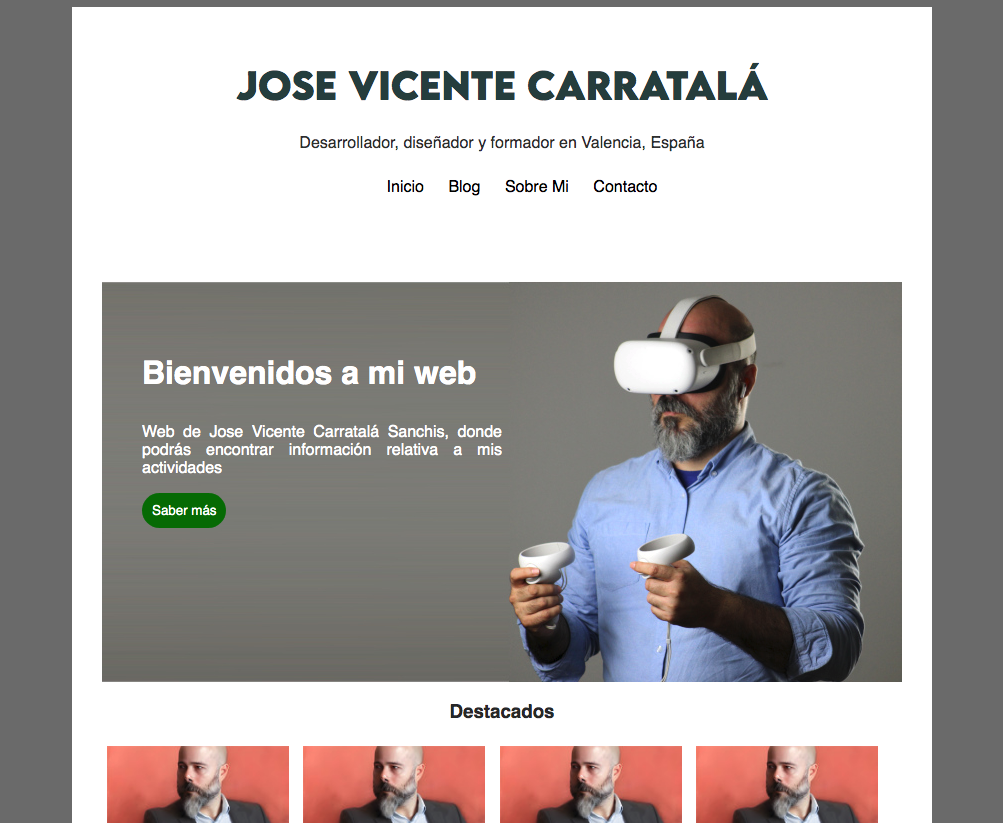 JOSE VICENTE CARRATALÁ
Desarrollador, diseñador y formador en Valencia, España
Inicio Blog Sobre Mi Contacto
Bienvenidos a mi web
Web de Jose Vicente Carratalá Sanchis, donde
podrás encontrar información relativa a mis
actividades
Saber más
Destacados